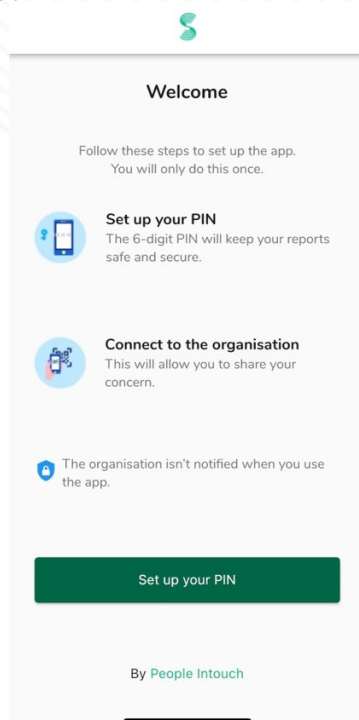 Welcome
Follow these steps to set up the app.
You will only do this once.
Set up your PIN
The 6-digit PIN will keep your reports
safe and secure.
Connect to the organisation
This will allow you to share your
concern.
The organisation isn't notified when you use
the app.
Set up your PIN
By People Intouch